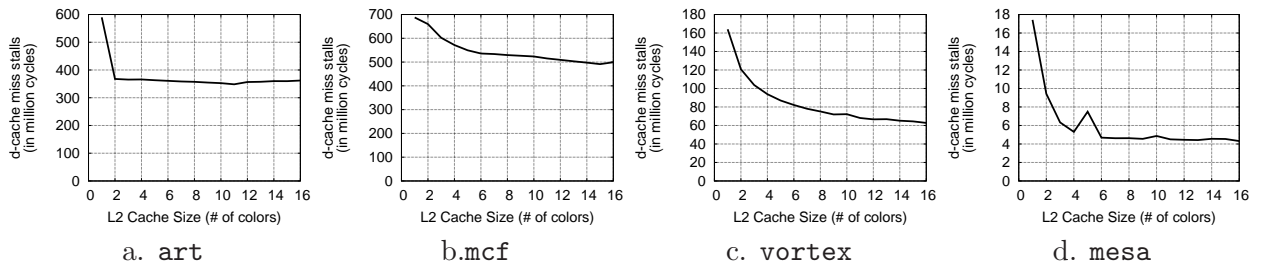 600
500
400
300
200
100
0
d-cache miss stalls
(in million cycles)
0 2 4 6 8 10 12 14 16
L2 Cache Size (# of colors)
a. art
700
600
500
400
300
200
100
0
d-cache miss stalls
(in million cycles)
0 2 4 6 8 10 12 14 16
L2 Cache Size (# of colors)
b.mcf
180
160
140
120
100
80
60
40
20
0
d-cache miss stalls
(in million cycles)
0 2 4 6 8 10 12 14 16
L2 Cache Size (# of colors)
c. vortex
18
16
14
12
10
8
6
4
2
0
d-cache miss stalls
(in million cycles)
0 2 4 6 8 10 12 14 16
L2 Cache Size (# of colors)
d. mesa